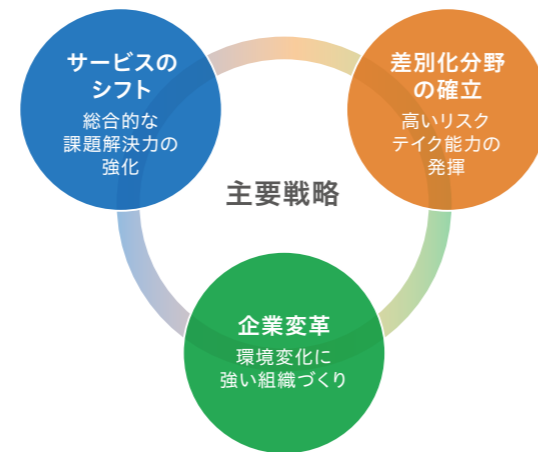 サービスの
シフト
総合的な
課題解決力の
強化
差別化分野
の確立
高いリスク
テイク能力の
発揮
主要戦略
企業変革
環境変化に
強い組織づくり